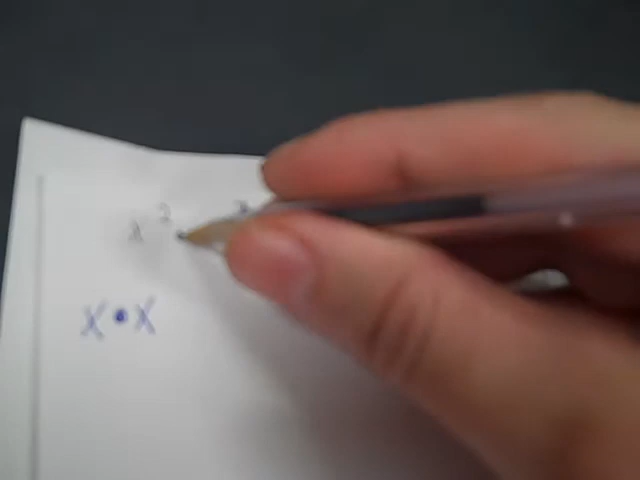 x²
x • x